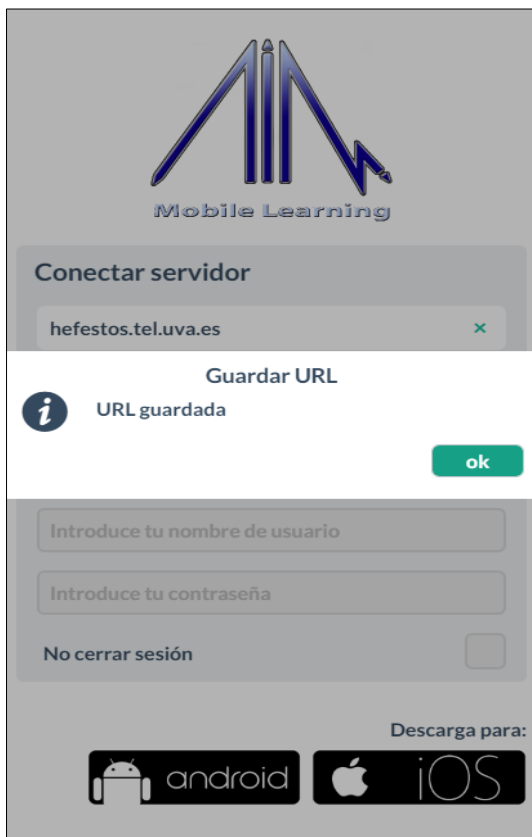 Mobile Learning
Conectar servidor
hefestos.tel.uva.es ×
Guardar URL
i URL guardada
ok
Introduce tu nombre de usuario
Introduce tu contraseña
No cerrar sesión
Descarga para:
android iOS